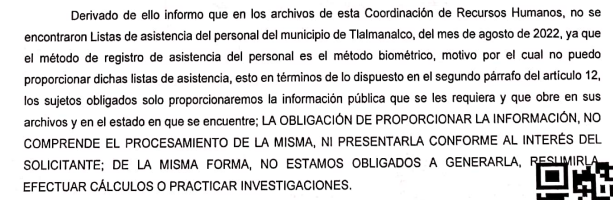 Derivado de ello informo que en los archivos de esta Coordinación de Recursos Humanos, no se
encontraron Listas de asistencia del personal del municipio de Tlalmanalco, del mes de agosto de 2022, ya que
el método de registro de asistencia del personal es el método biométrico, motivo por el cual no puedo
proporcionar dichas listas de asistencia, esto en términos de lo dispuesto en el segundo párrafo del articulo 12,
los sujetos obligados solo proporcionaremos la información pública que se les requiera y que obre en sus
archivos y en el estado en que se encuentre; LA OBLIGACIÓN DE PROPORCIONAR LA INFORMACIÓN, NO
COMPRENDE EL PROCESAMIENTO DE LA MISMA, NI PRESENTARLA CONFORME AL INTERÉS DEL
SOLICITANTE; DE LA MISMA FORMA, NO ESTAMOS OBLIGADOS A GENERARLA, RESUMIRLA,
EFECTUAR CÁLCULOS O PRACTICAR INVESTIGACIONES.